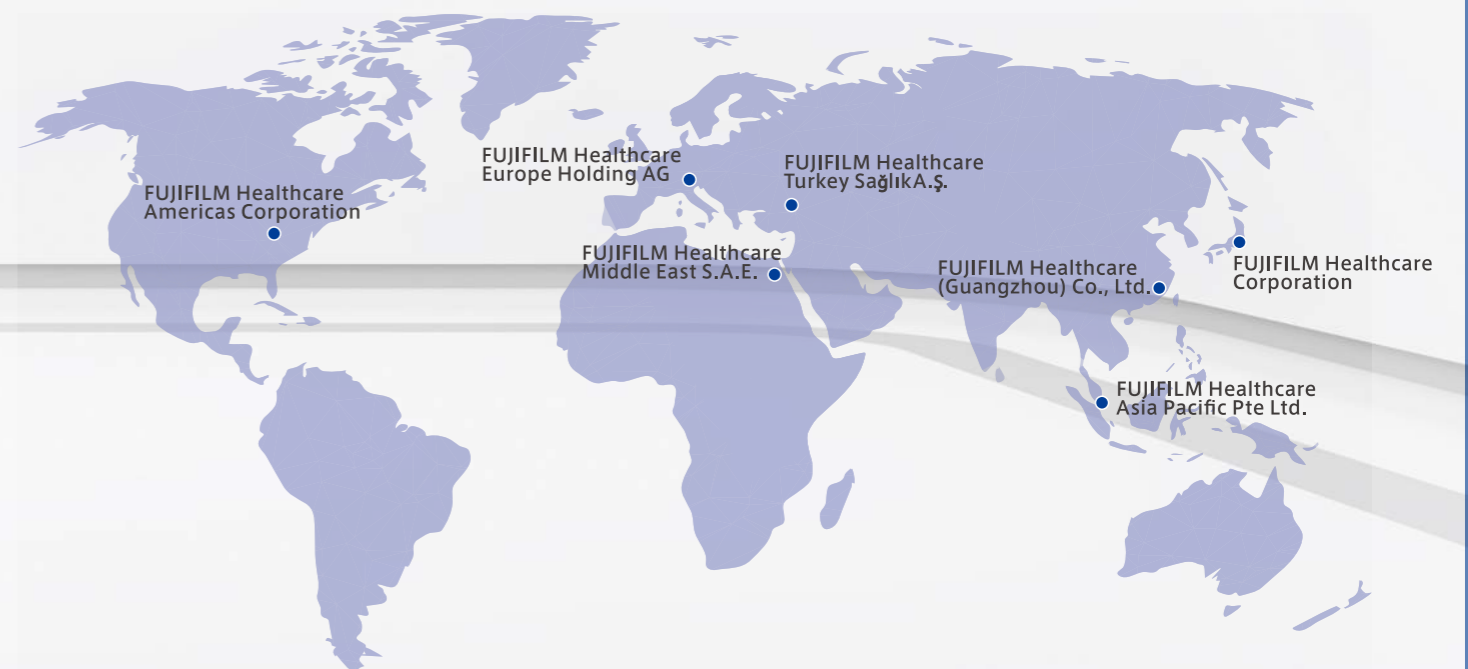 FUJIFILM Healthcare
Europe Holding AG
FUJIFILM Healthcare
Turkey SağlıkA.Ş.
FUJIFILM Healthcare
Americas Corporation
FUJIFILM Healthcare
Middle East S.A.E.
FUJIFILM Healthcare
(Guangzhou) Co., Ltd.
FUJIFILM Healthcare
Corporation
FUJIFILM Healthcare
Asia Pacific Pte Ltd.